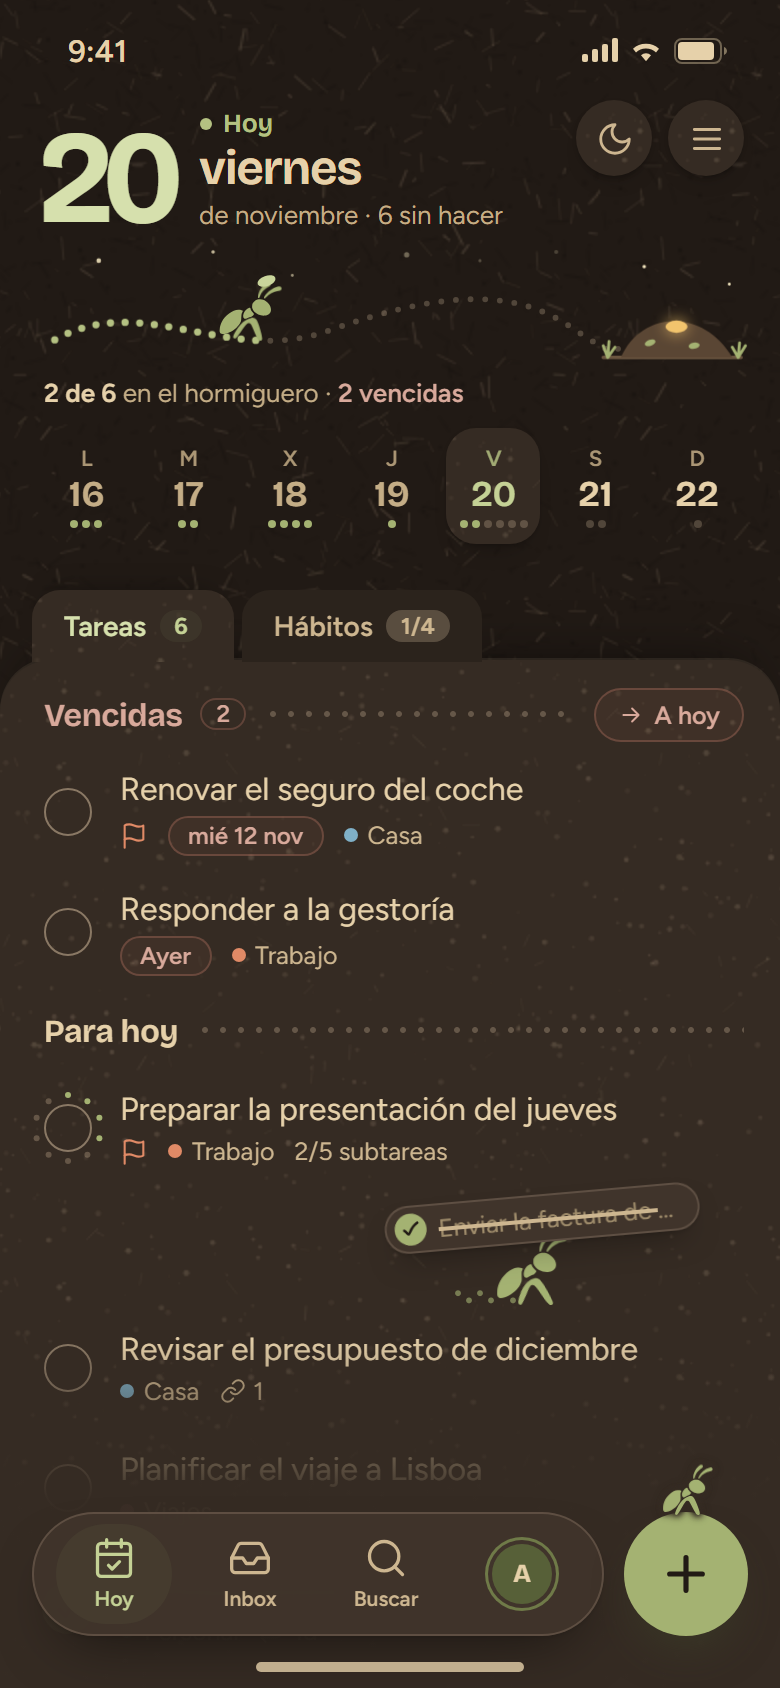 9:41
20
Hoy
viernes
de noviembre · 6 sin hacer
2 de 6 en el hormiguero · 2 vencidas
L M X J V S D
16 17 18 19 20 21 22
Tareas 6 Hábitos 1/4
Vencidas 2 → A hoy
Renovar el seguro del coche
mié 12 nov Casa
Responder a la gestoría
Ayer Trabajo
Para hoy
Preparar la presentación del jueves
Trabajo 2/5 subtareas
Enviar la factura de ...
Revisar el presupuesto de diciembre
Casa 1
Planificar el viaje a Lisboa
Hoy Inbox Buscar A